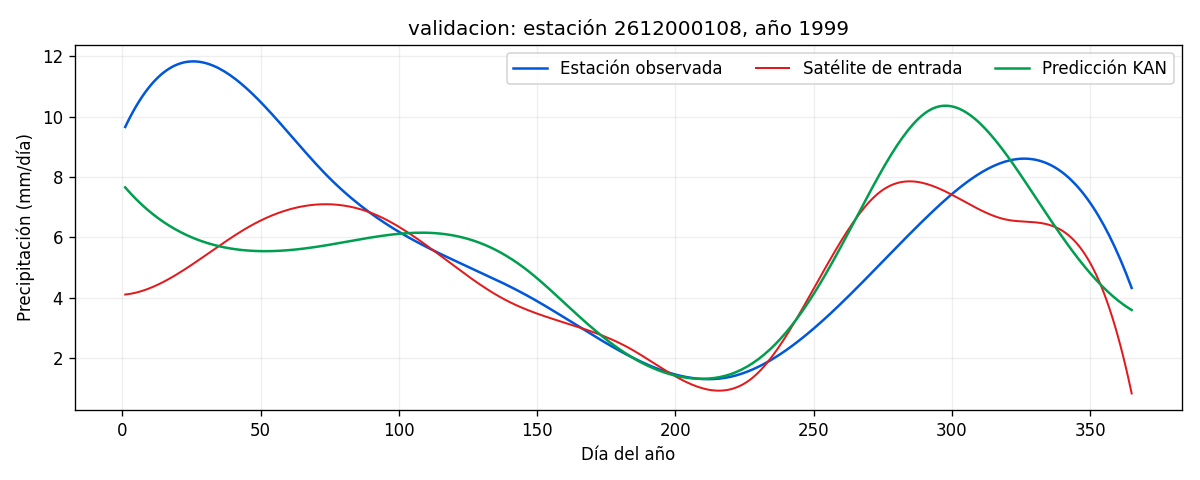 validacion: estación 2612000108, año 1999
Estación observada
Satélite de entrada
Predicción KAN
Precipitación (mm/día)
12
10
8
6
4
2
0 50 100 150 200 250 300 350
Día del año